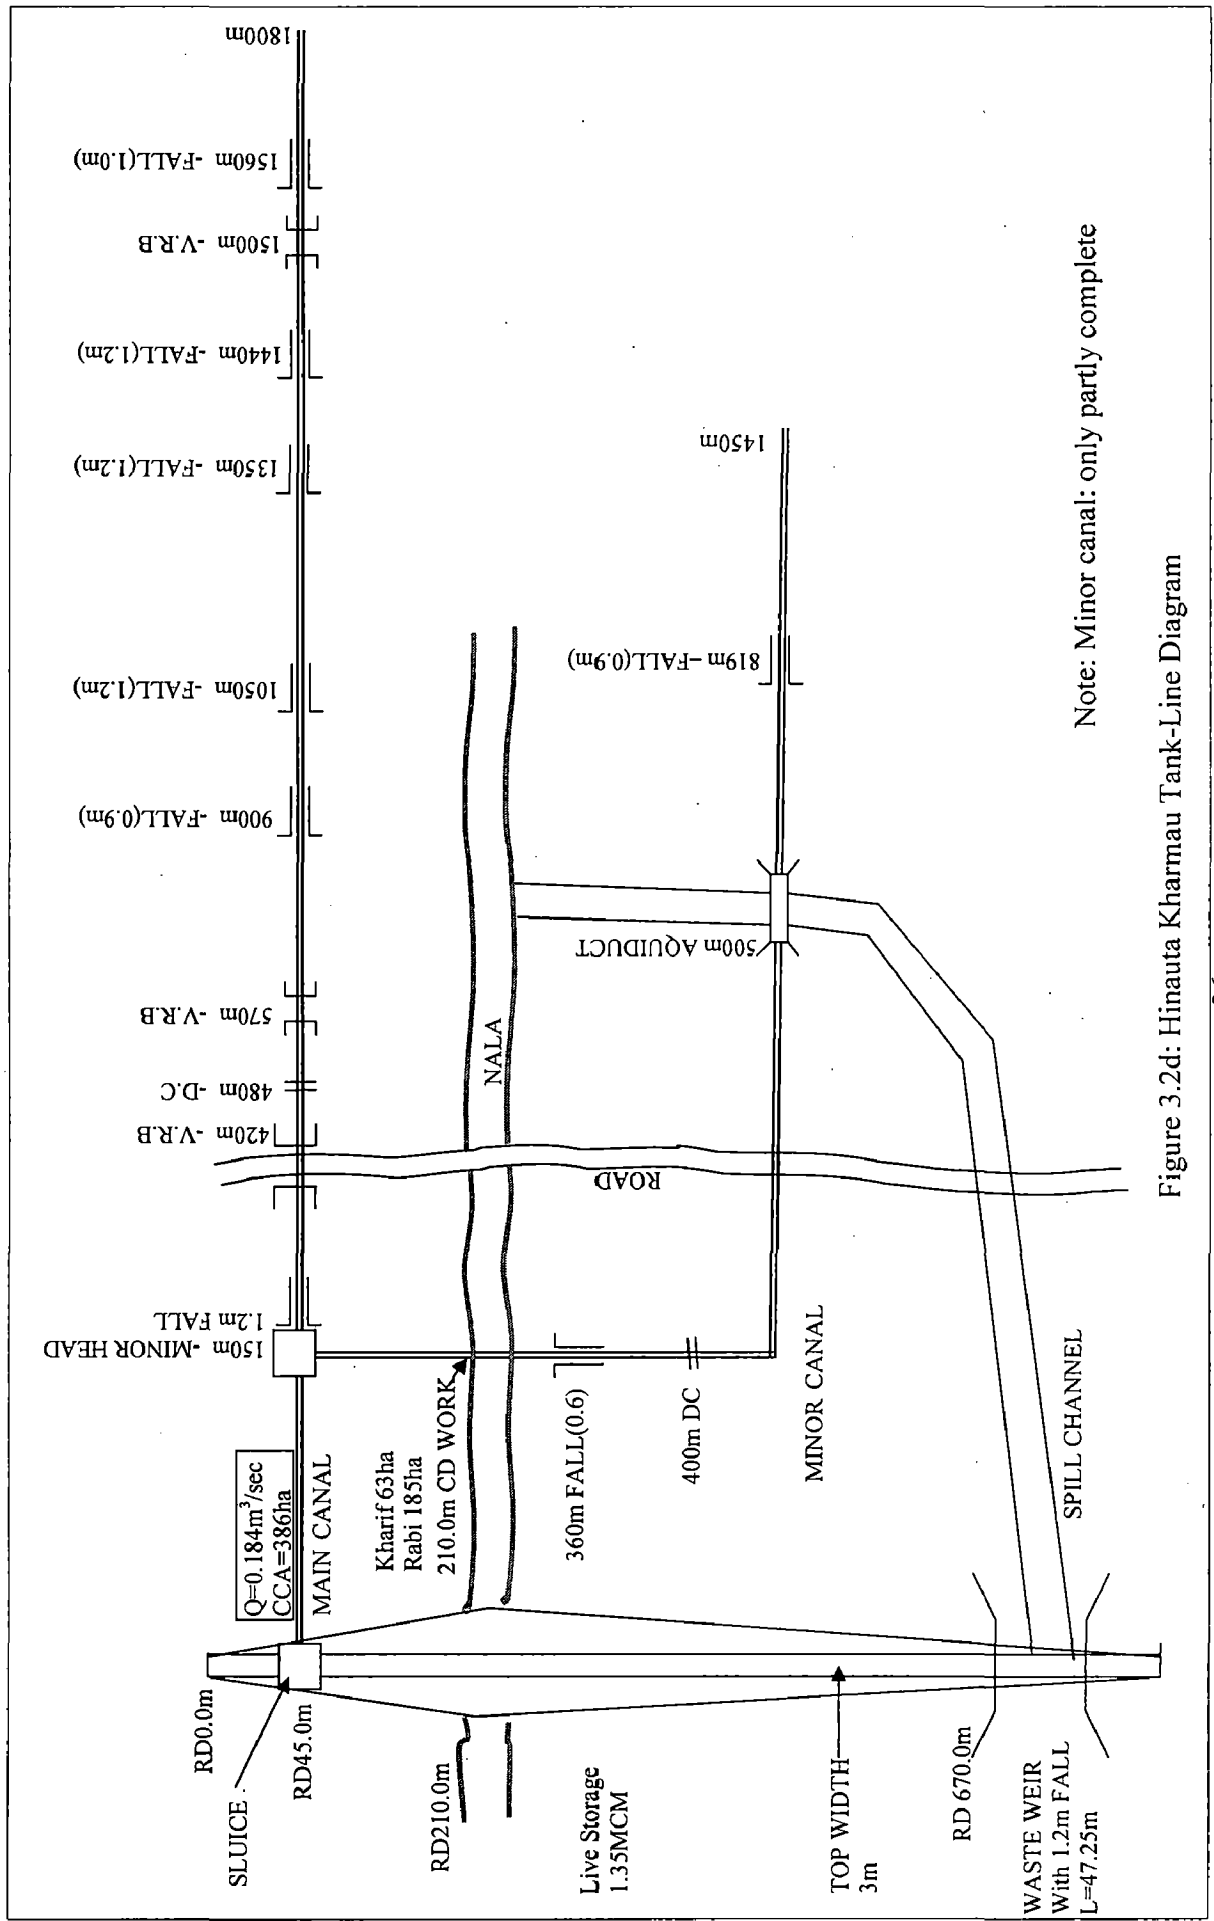 RD0.0m
SLUICE
RD45.0m
RD210.0m
Live Storage
1.35MCM
TOP WIDTH
3m
RD 670.0m
WASTE WEIR
With 1.2m FALL
L=47.25m
Q=0.184m³/sec
CCA=386ha
MAIN CANAL
Kharif 63ha
Rabi 185ha
210.0m CD WORK
360m FALL(0.6)
400m DC
MINOR CANAL
SPILL CHANNEL
150m -MINOR HEAD
1.2m FALL
420m -V.R.B
480m -D.C
570m -V.R.B
900m -FALL(0.9m)
1050m -FALL(1.2m)
1350m -FALL(1.2m)
1440m -FALL(1.2m)
1500m -V.R.B
1560m -FALL(1.0m)
1800m
NALA
ROAD
500m AQUIDUCT
819m -FALL(0.9m)
1450m
Note: Minor canal: only partly complete
Figure 3.2d: Hinauta Kharmau Tank-Line Diagram